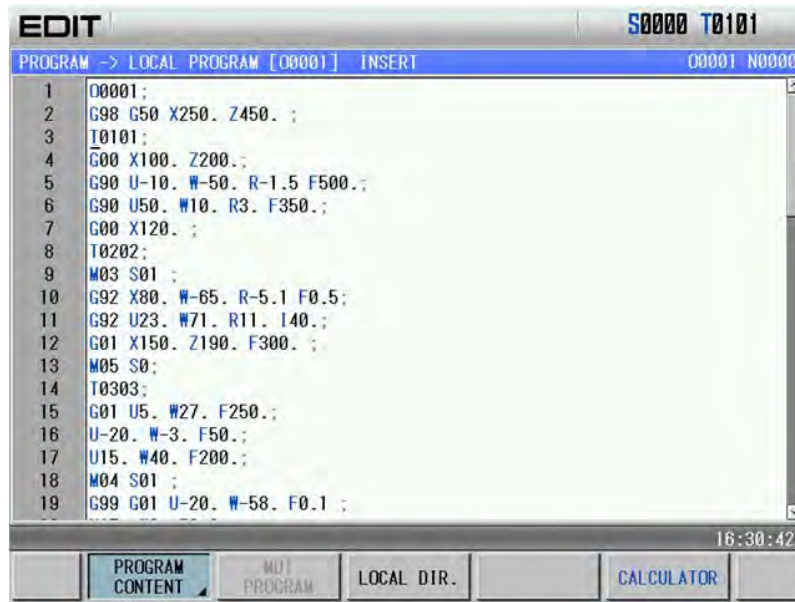 EDIT S0000 T0101
PROGRAM -> LOCAL PROGRAM [O0001] INSERT O0001 N0000
1 O0001;
2 G98 G50 X250. Z450. ;
3 T0101;
4 G00 X100. Z200.;
5 G90 U-10. W-50. R-1.5 F500.;
6 G90 U50. W10. R3. F350.;
7 G00 X120. ;
8 T0202;
9 M03 S01 ;
10 G92 X80. W-65. R-5.1 F0.5;
11 G92 U23. W71. R11. I40.;
12 G01 X150. Z190. F300. ;
13 M05 S0;
14 T0303;
15 G01 U5. W27. F250.;
16 U-20. W-3. F50.;
17 U15. W40. F200.;
18 M04 S01 ;
19 G99 G01 U-20. W-58. F0.1 ;
16:30:42
PROGRAM CONTENT MDI PROGRAM LOCAL DIR. CALCULATOR